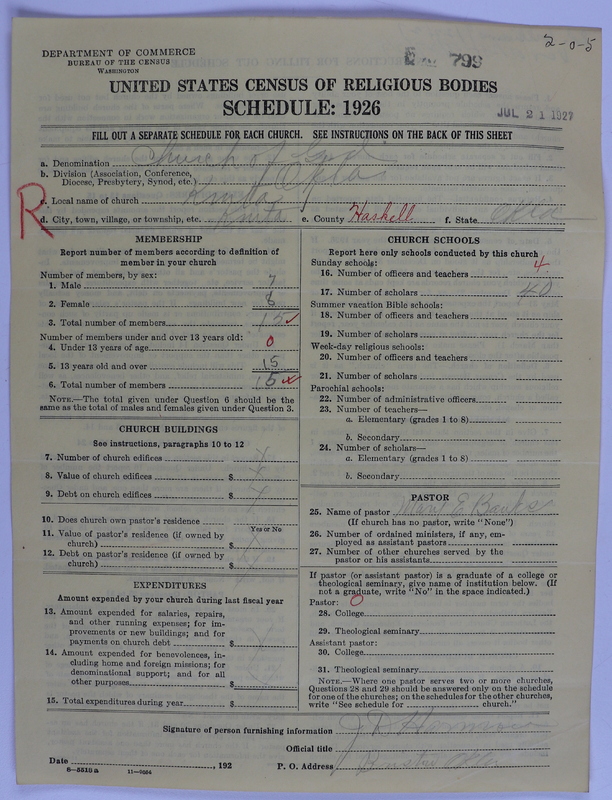 2-0-5
DEPARTMENT OF COMMERCE
BUREAU OF THE CENSUS
WASHINGTON
799
UNITED STATES CENSUS OF RELIGIOUS BODIES
SCHEDULE: 1926
JUL 21 1927
FILL OUT A SEPARATE SCHEDULE FOR EACH CHURCH. SEE INSTRUCTIONS ON THE BACK OF THIS SHEET
a. Denomination Church of God
b. Division (Association, Conference,
Diocese, Presbytery, Synod, etc.) Okla
R
c. Local name of church Kinta
d. City, town, village, or township, etc. Kinta e. County Haskell f. State Okla
MEMBERSHIP
Report number of members according to definition of
member in your church
Number of members, by sex:
1. Male 7
2. Female 8
3. Total number of members 15
Number of members under and over 13 years old:
4. Under 13 years of age 0
5. 13 years old and over 15
6. Total number of members 15
NOTE.—The total given under Question 6 should be the
same as the total of males and females given under Question 3.
CHURCH BUILDINGS
See instructions, paragraphs 10 to 12
7. Number of church edifices x
8. Value of church edifices $ x
9. Debt on church edifices $ x
10. Does church own pastor's residence
Yes or No
11. Value of pastor's residence (if owned by
church) $
12. Debt on pastor's residence (if owned by
church) $
EXPENDITURES
Amount expended by your church during last fiscal year
13. Amount expended for salaries, repairs,
and other running expenses; for im-
provements or new buildings; and for
payments on church debt $
14. Amount expended for benevolences, in-
cluding home and foreign missions; for
denominational support; and for all
other purposes $
15. Total expenditures during year $
CHURCH SCHOOLS
Report here only schools conducted by this church
Sunday schools:
16. Number of officers and teachers 4
17. Number of scholars 40
Summer vacation Bible schools:
18. Number of officers and teachers
19. Number of scholars
Week-day religious schools:
20. Number of officers and teachers
21. Number of scholars
Parochial schools:
22. Number of administrative officers
23. Number of teachers—
a. Elementary (grades 1 to 8)
b. Secondary
24. Number of scholars—
a. Elementary (grades 1 to 8)
b. Secondary
PASTOR
25. Name of pastor Mary E Banks
(If church has no pastor, write "None")
26. Number of ordained ministers, if any, em-
ployed as assistant pastors
27. Number of other churches served by the
pastor or his assistants
If pastor (or assistant pastor) is a graduate of a college or
theological seminary, give name of institution below. (If
not a graduate, write "No" in the space indicated.)
Pastor: 0
28. College
29. Theological seminary
Assistant pastor:
30. College
31. Theological seminary
NOTE.—Where one pastor serves two or more churches,
Questions 28 and 29 should be answered only on the schedule
for one of the churches; on the schedules for the other churches,
write "See schedule for church."
Signature of person furnishing information J D
Official title
Date , 192 P. O. Address Okla
8-5518a 11-9664